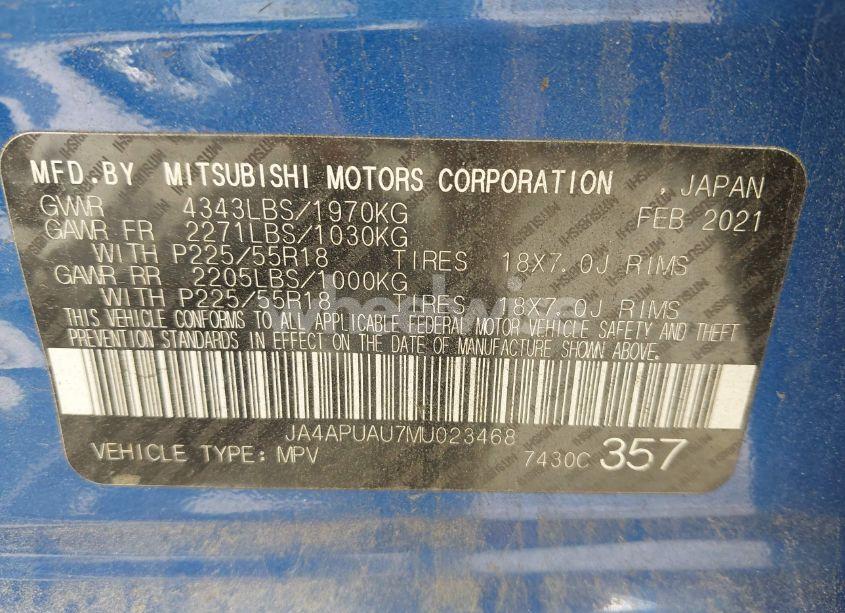 MFD.BY MITSUBISHI MOTORS CORPORATION , JAPAN
GVWR 4343LBS/1970KG FEB 2021
GAWR FR 2271LBS/1030KG
WITH P225/55R18 TIRES 18X7.0J RIMS
GAWR RR 2205LBS/1000KG
WITH P225/55R18 TIRES 18X7.0J RIMS
THIS VEHICLE CONFORMS TO ALL APPLICABLE FEDERAL MOTOR VEHICLE SAFETY AND THEFT
PREVENTION STANDARDS IN EFFECT ON THE DATE OF MANUFACTURE SHOWN ABOVE.
JA4APUAU7MU023468
VEHICLE TYPE: MPV 7430C 357
wheelwise